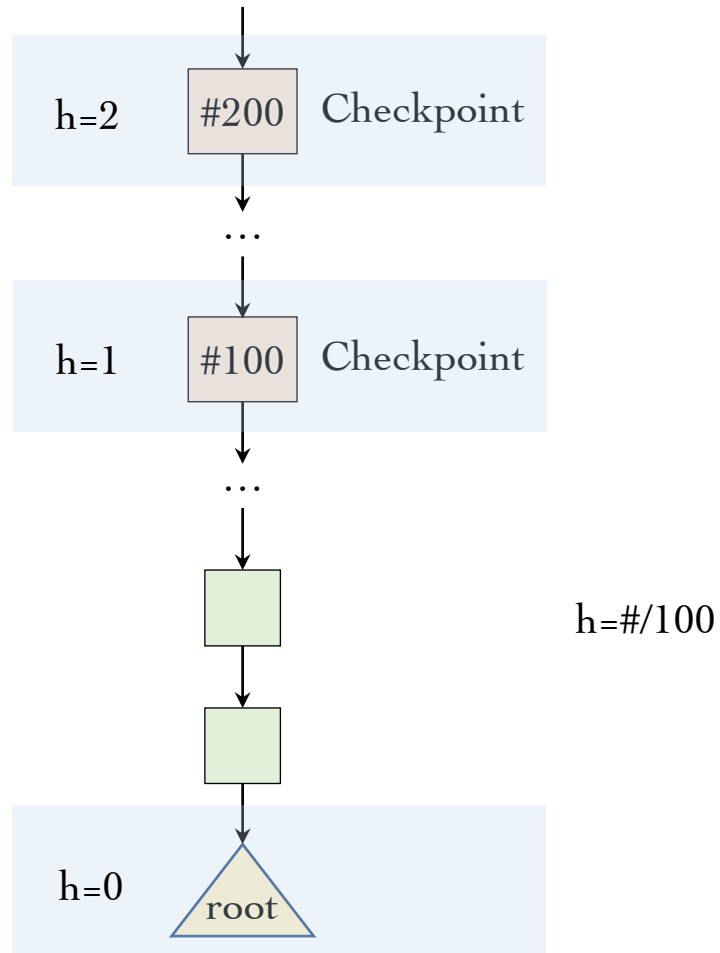 h=2 #200 Checkpoint
...
h=1 #100 Checkpoint
...
h=#/100
h=0 root